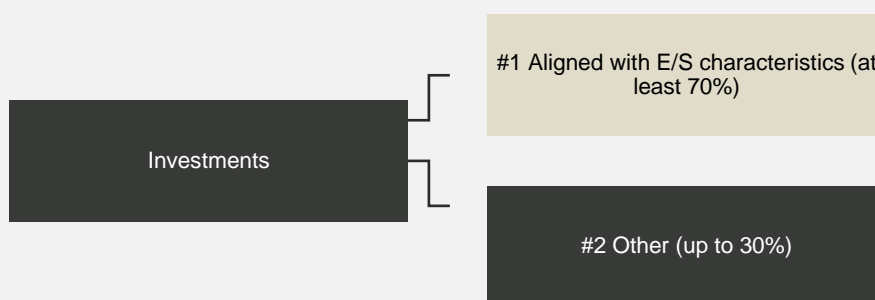 #1 Aligned with E/S characteristics (at
least 70%)
Investments
#2 Other (up to 30%)